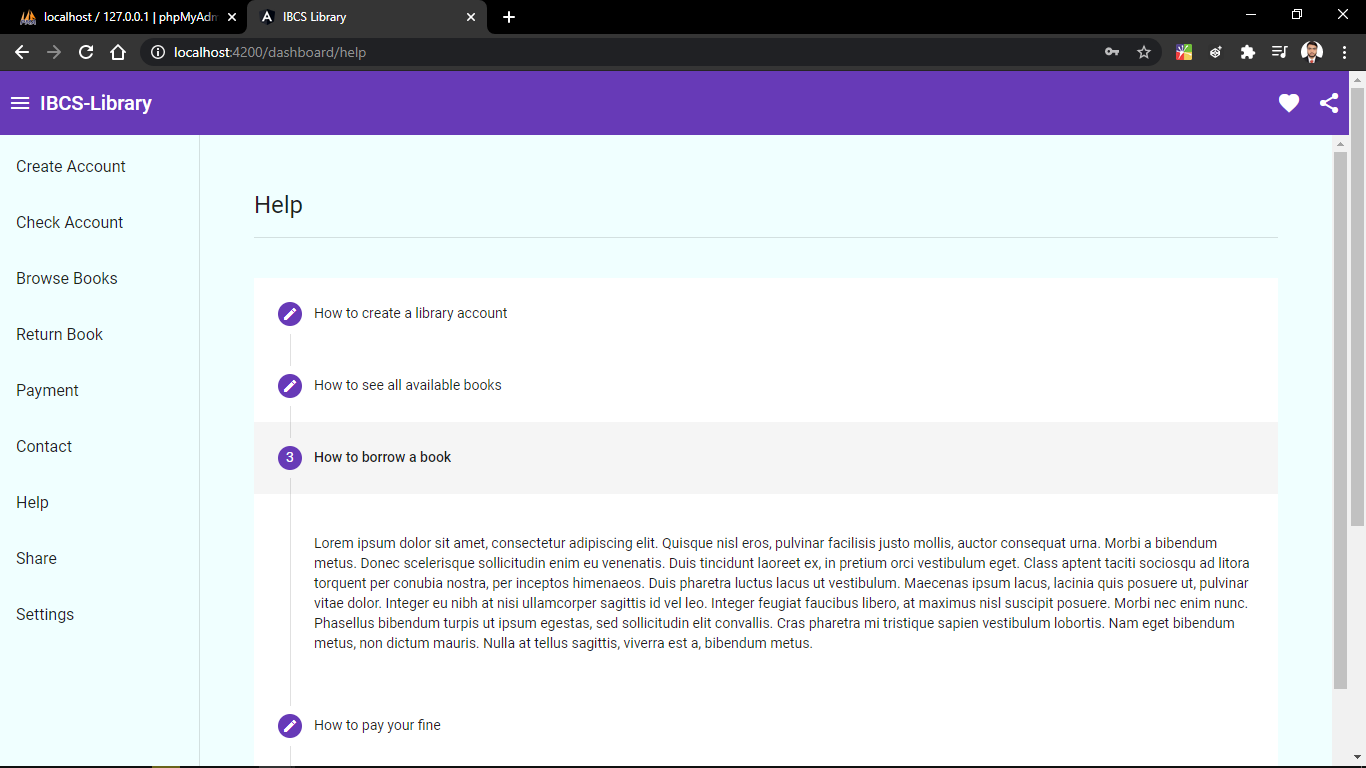 localhost / 127.0.0.1 | phpMyAdm
IBCS Library
localhost:4200/dashboard/help
IBCS-Library
Create Account
Check Account
Browse Books
Return Book
Payment
Contact
Help
Share
Settings
Help
How to create a library account
How to see all available books
3 How to borrow a book
Lorem ipsum dolor sit amet, consectetur adipiscing elit. Quisque nisl eros, pulvinar facilisis justo mollis, auctor consequat urna. Morbi a bibendum
metus. Donec scelerisque sollicitudin enim eu venenatis. Duis tincidunt laoreet ex, in pretium orci vestibulum eget. Class aptent taciti sociosqu ad litora
torquent per conubia nostra, per inceptos himenaeos. Duis pharetra luctus lacus ut vestibulum. Maecenas ipsum lacus, lacinia quis posuere ut, pulvinar
vitae dolor. Integer eu nibh at nisi ullamcorper sagittis id vel leo. Integer feugiat faucibus libero, at maximus nisl suscipit posuere. Morbi nec enim nunc.
Phasellus bibendum turpis ut ipsum egestas, sed sollicitudin elit convallis. Cras pharetra mi tristique sapien vestibulum lobortis. Nam eget bibendum
metus, non dictum mauris. Nulla at tellus sagittis, viverra est a, bibendum metus.
How to pay your fine